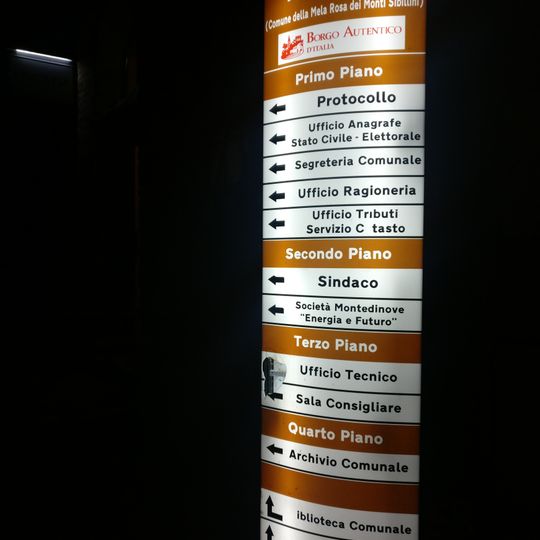 (Comune della Mela Rosa dei Monti Sibillini)
BORGO AUTENTICO
D'ITALIA
Primo Piano
Protocollo
Ufficio Anagrafe
Stato Civile - Elettorale
Segreteria Comunale
Ufficio Ragioneria
Ufficio Tributi
Servizio C tasto
Secondo Piano
Sindaco
Società Montedinove
"Energia e Futuro"
Terzo Piano
Ufficio Tecnico
Sala Consigliare
Quarto Piano
Archivio Comunale
iblioteca Comunale